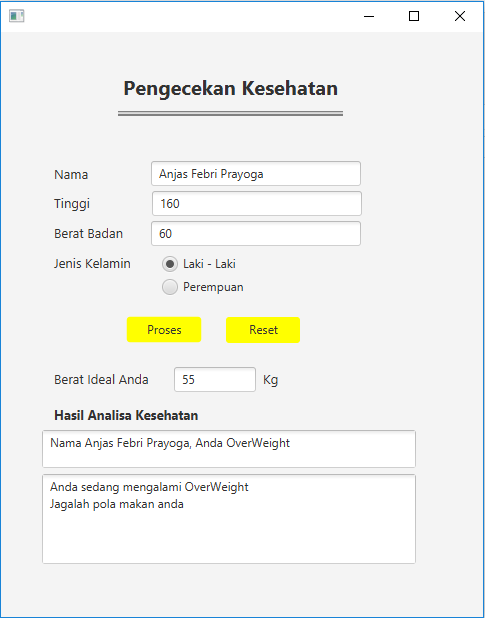 Pengecekan Kesehatan
Nama Anjas Febri Prayoga
Tinggi 160
Berat Badan 60
Jenis Kelamin Laki - Laki
Perempuan
Proses Reset
Berat Ideal Anda 55 Kg
Hasil Analisa Kesehatan
Nama Anjas Febri Prayoga, Anda OverWeight
Anda sedang mengalami OverWeight
Jagalah pola makan anda